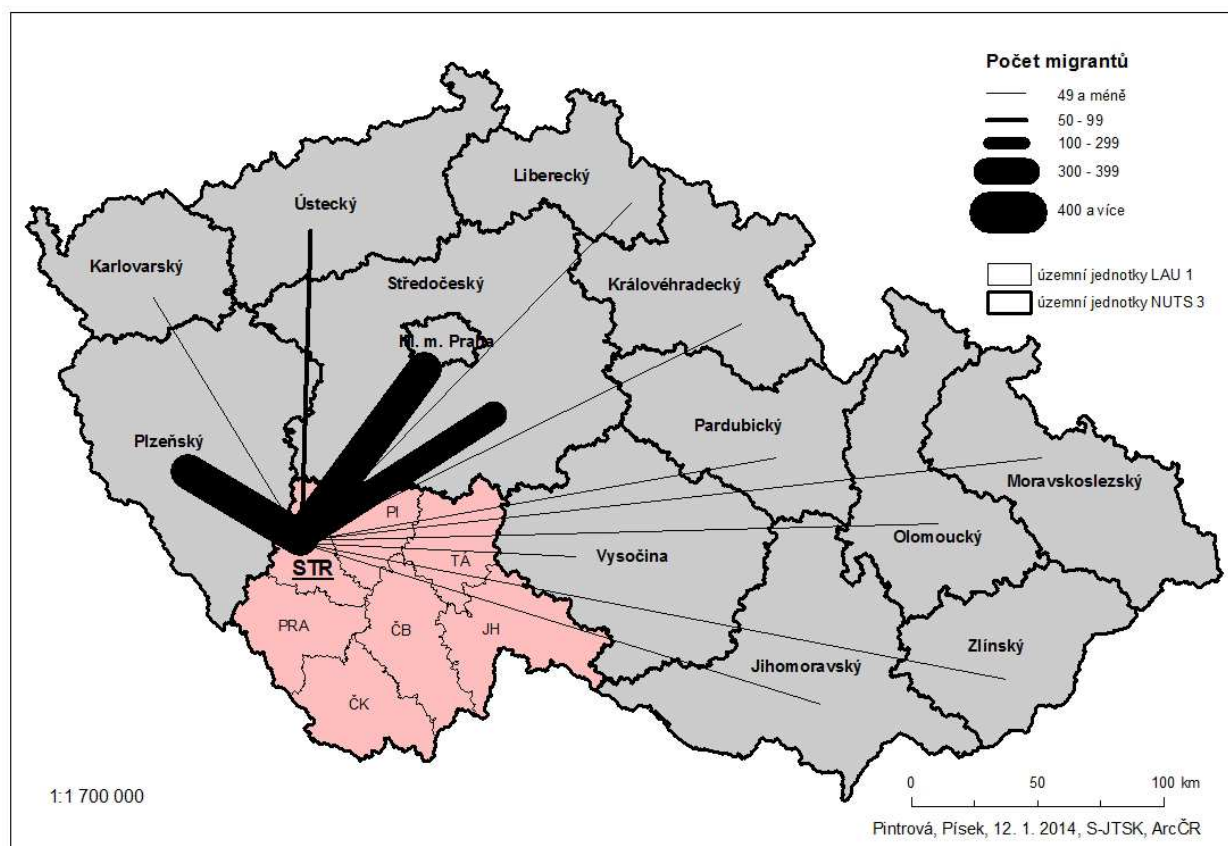 Počet migrantů
49 a méně
50 - 99
100 - 299
300 - 399
400 a více
územní jednotky LAU 1
územní jednotky NUTS 3
Liberecký
Ústecký
Karlovarský
Středočeský
Královéhradecký
Hl. m. Praha
Plzeňský
Pardubický
Moravskoslezský
PI
Olomoucký
Vysočina
TÁ
STR
PRA
ČB
JH
Zlínský
Jihomoravský
ČK
0 50 100 km
1:1 700 000
Pintrová, Písek, 12. 1. 2014, S-JTSK, ArcČR